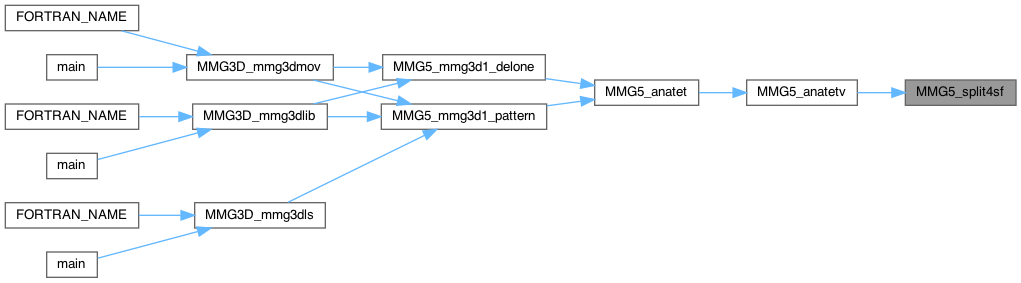 FORTRAN_NAME
main
MMG3D_mmg3dmov
MMG5_mmg3d1_delone
MMG5_anatet
MMG5_anatetv
MMG5_split4sf
FORTRAN_NAME
MMG3D_mmg3dlib
MMG5_mmg3d1_pattern
main
FORTRAN_NAME
MMG3D_mmg3dls
main